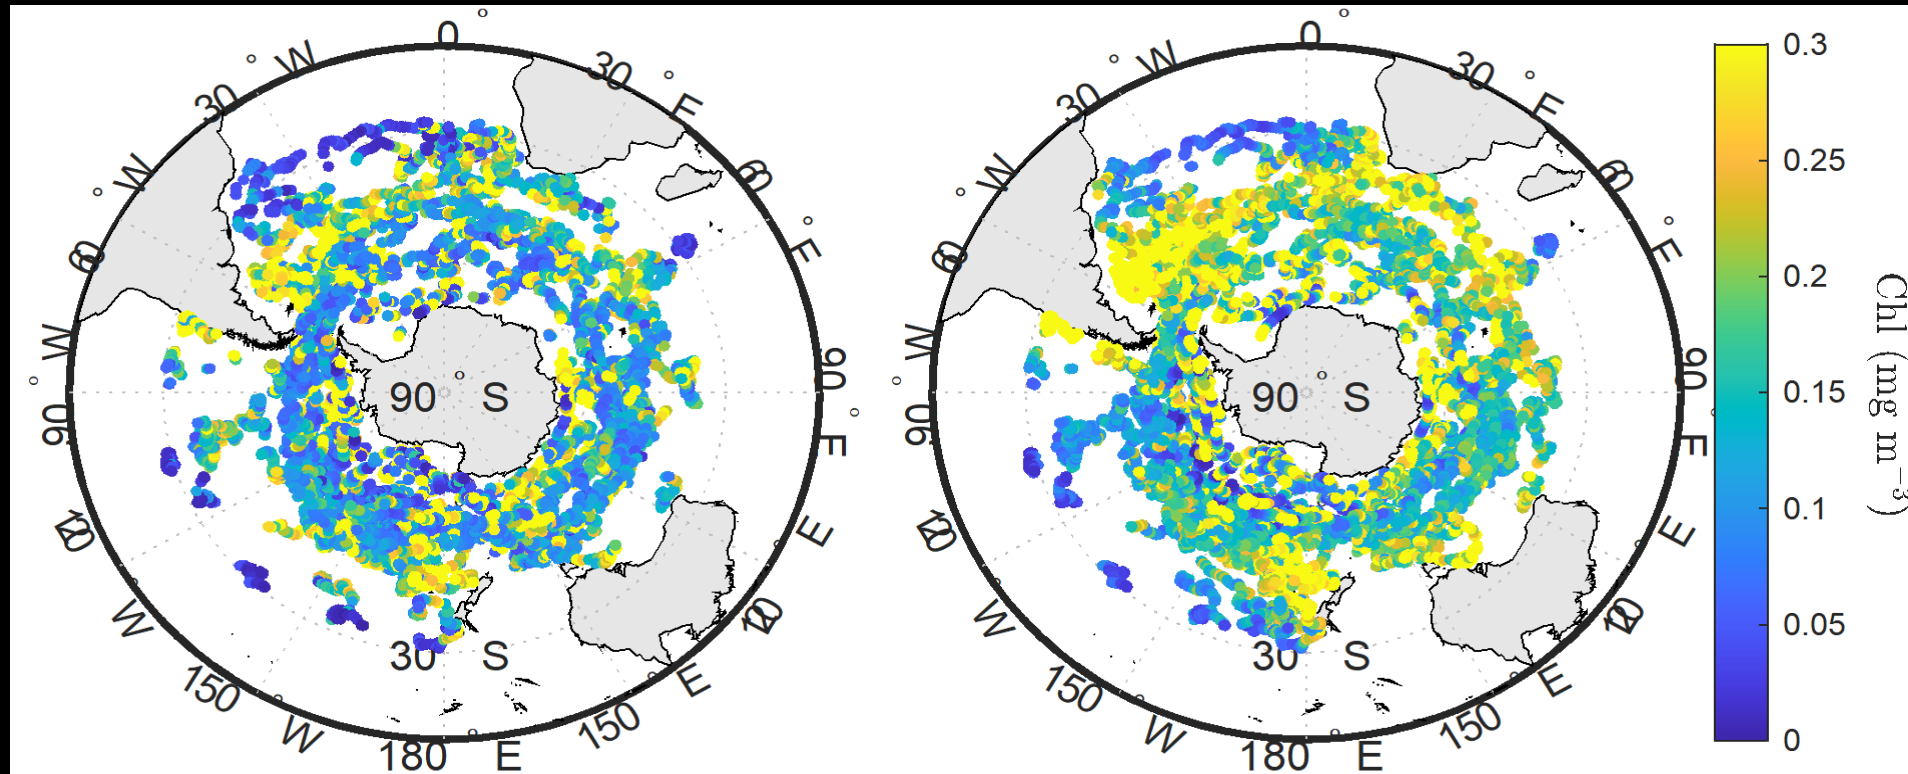 0°
30° W
30° E
60° W
60° E
90° W
90° S
90° E
120° W
120° E
30° S
150° W
150° E
180° E
0°
30° W
30° E
60° W
60° E
90° W
90° S
90° E
120° W
120° E
30° S
150° W
150° E
180° E
0.3
0.25
0.2
0.15
0.1
0.05
0
Chl (mg m⁻³)